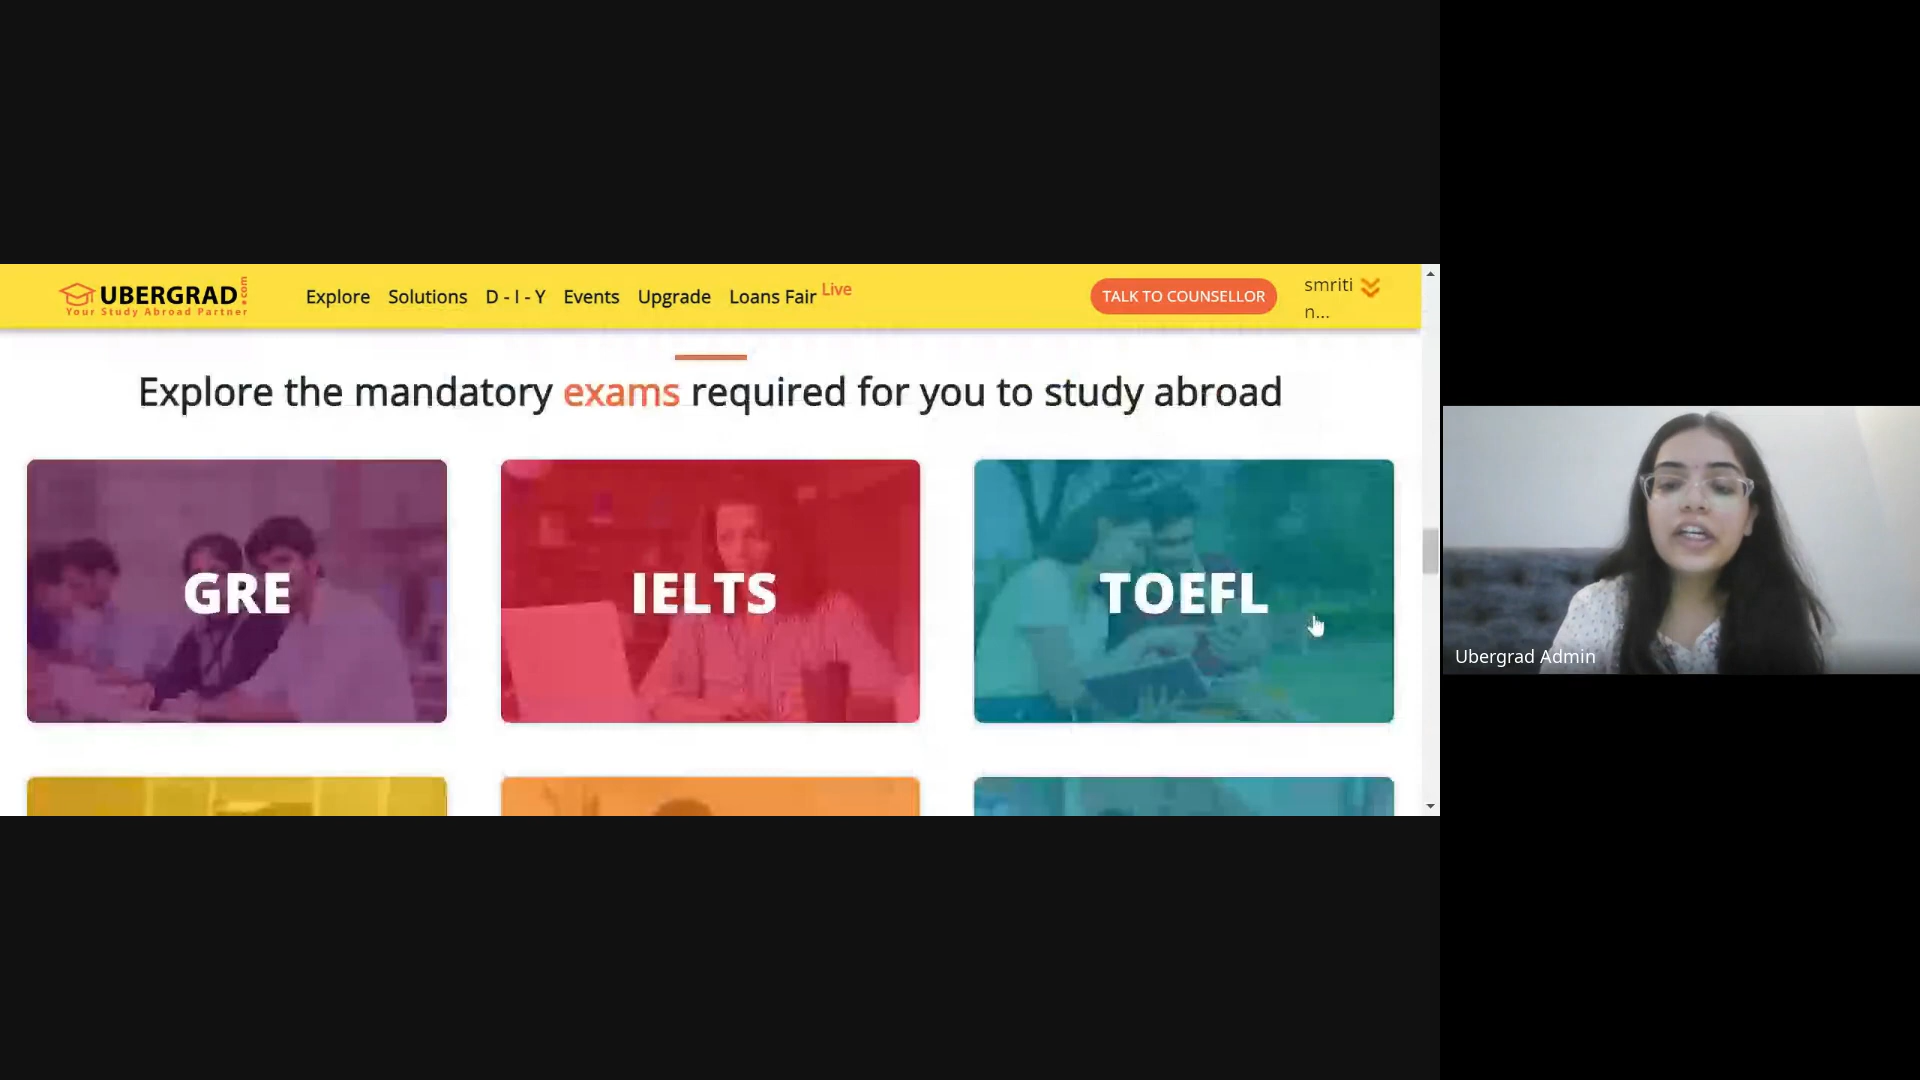 UBERGRAD.com
Your Study Abroad Partner
Explore Solutions D - I - Y Events Upgrade Loans Fair Live
TALK TO COUNSELLOR
smriti
n...
Explore the mandatory exams required for you to study abroad
GRE
IELTS
TOEFL
Ubergrad Admin